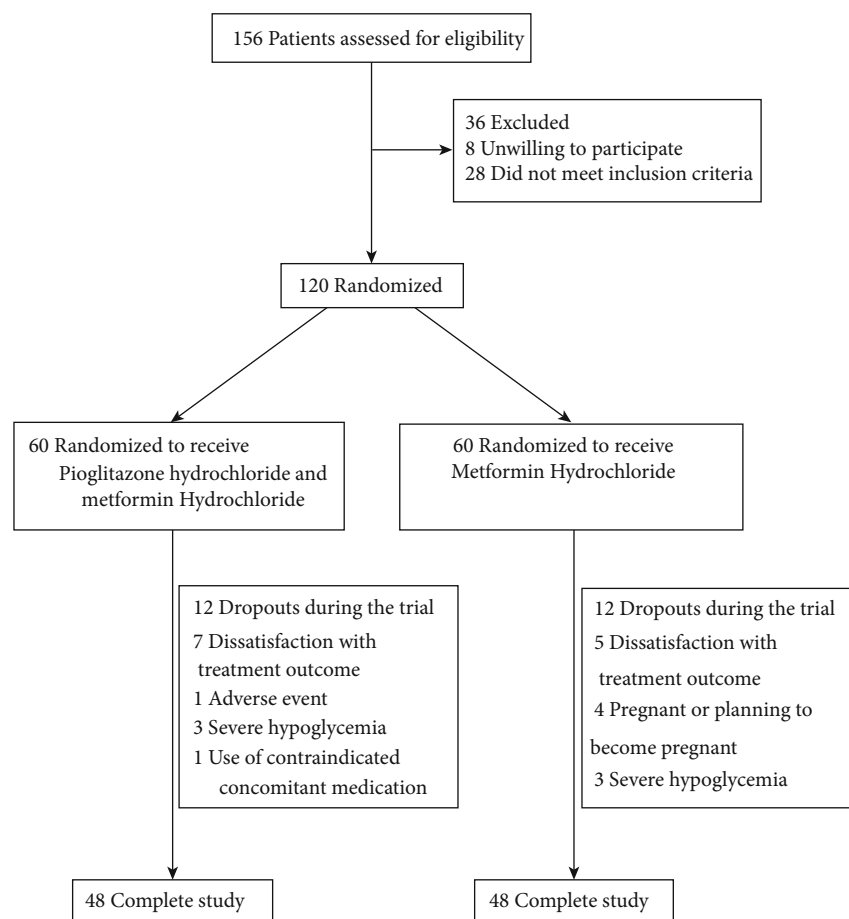 156 Patients assessed for eligibility
36 Excluded
8 Unwilling to participate
28 Did not meet inclusion criteria
120 Randomized
60 Randomized to receive
Pioglitazone hydrochloride and
metformin Hydrochloride
60 Randomized to receive
Metformin Hydrochloride
12 Dropouts during the trial
7 Dissatisfaction with
treatment outcome
1 Adverse event
3 Severe hypoglycemia
1 Use of contraindicated
concomitant medication
12 Dropouts during the trial
5 Dissatisfaction with
treatment outcome
4 Pregnant or planning to
become pregnant
3 Severe hypoglycemia
48 Complete study
48 Complete study